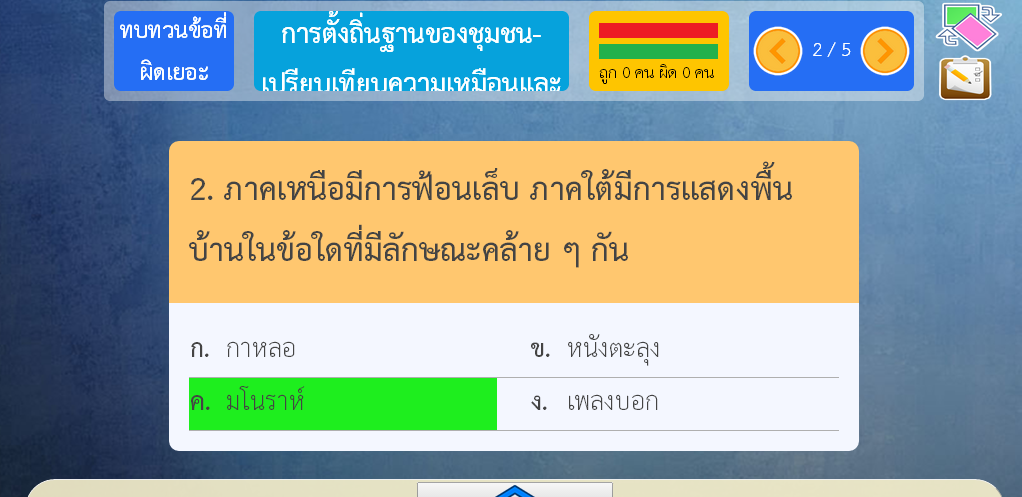 ทบทวนข้อที่
ผิดเยอะ
การตั้งถิ่นฐานของชุมชน-
เปรียบเทียบความเหมือนและ
ถูก 0 คน ผิด 0 คน
2 / 5
2. ภาคเหนือมีการฟ้อนเล็บ ภาคใต้มีการแสดงพื้น
บ้านในข้อใดที่มีลักษณะคล้าย ๆ กัน
ก. กาหลอ
ข. หนังตะลุง
ค. มโนราห์
ง. เพลงบอก